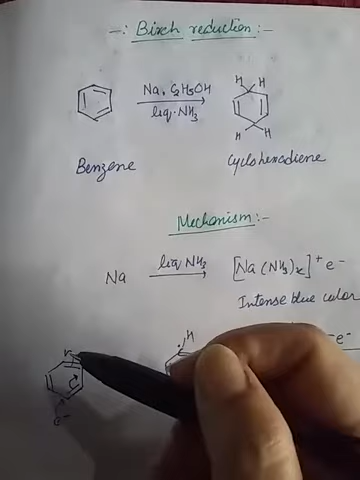 -: Birch reduction:-
H H
Na. C2H5OH
liq. NH3
H H
Benzene
Cyclohexadiene
Mechanism:-
Na liq NH3 [Na (NH3)x]+ e-
Intense blue color
-e-
H
e-